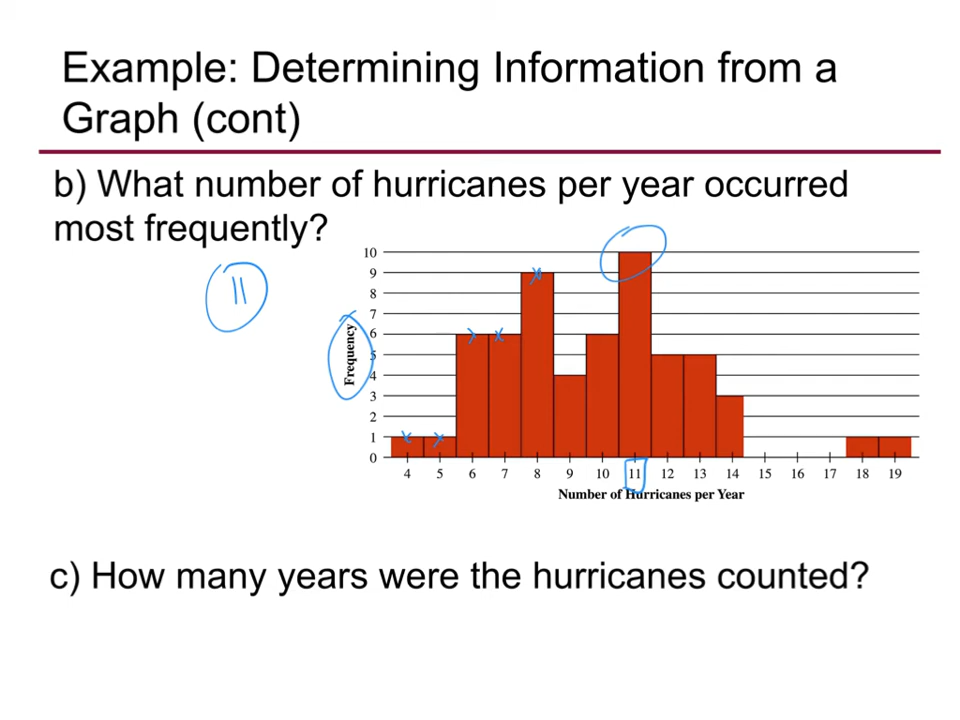 Example: Determining Information from a
Graph (cont)
b) What number of hurricanes per year occurred
most frequently?
11
10
9
8
7
6
5
4
3
2
1
0
Frequency
4 5 6 7 8 9 10 11 12 13 14 15 16 17 18 19
Number of Hurricanes per Year
c) How many years were the hurricanes counted?